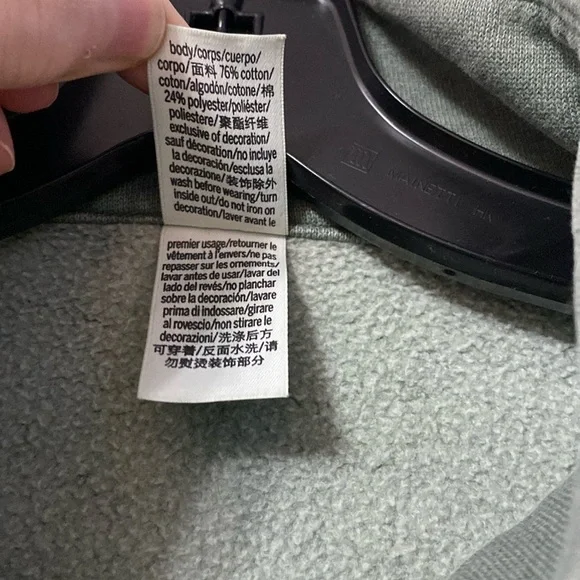 body/corps/cuerpo/
corpo/面料 76% cotton/
coton/algodón/cotone/棉
24% polyester/poliéster/
poliestere/聚酯纤维
exclusive of decoration/
sauf décoration/no incluye
la decoración/esclusa la
decorazione/装饰除外
wash before wearing/turn
inside out/do not iron on
decoration/laver avant le
premier usage/retourner le
vêtement à l'envers/ne pas
repasser sur les ornements/
lavar antes de usar/lavar del
lado del revés/no planchar
sobre la decoración/lavare
prima di indossare/girare
al rovescio/non stirare le
decorazioni/洗涤后方
可穿着/反面水洗/请
勿熨烫装饰部分
MAINETTI